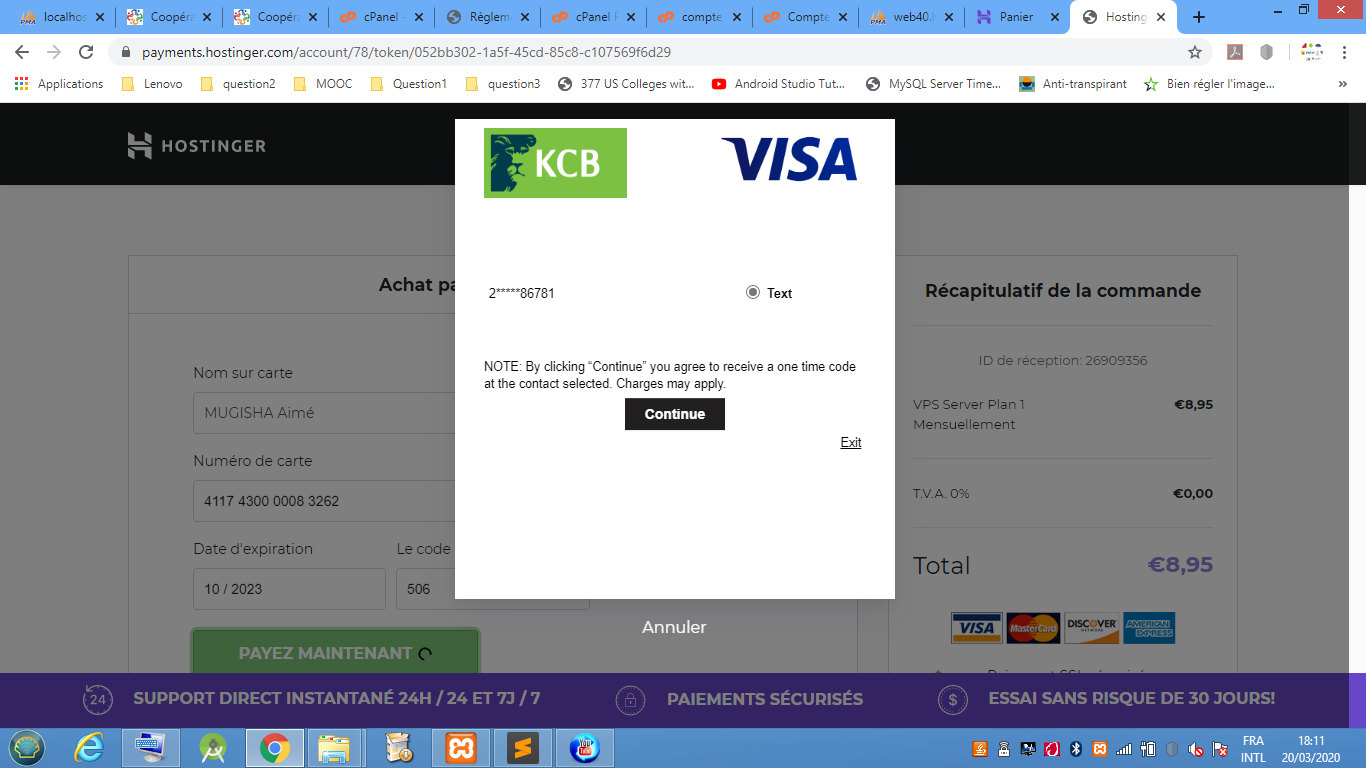 localhos
Coopéra
Coopéra
cPanel -
Règlem
cPanel F
compte
Compte
web40.l
Panier
Hosting
payments.hostinger.com/account/78/token/052bb302-1a5f-45cd-85c8-c107569f6d29
Applications
Lenovo
question2
MOOC
Question1
question3
377 US Colleges wit...
Android Studio Tut...
MySQL Server Time...
Anti-transpirant
Bien régler l'image...
HOSTINGER
KCB
VISA
Achat pa
2*****86781
Text
NOTE: By clicking “Continue” you agree to receive a one time code
at the contact selected. Charges may apply.
Continue
Exit
Annuler
Nom sur carte
MUGISHA Aimé
Numéro de carte
4117 4300 0008 3262
Date d'expiration
Le code
10 / 2023
506
PAYEZ MAINTENANT
Récapitulatif de la commande
ID de réception: 26909356
VPS Server Plan 1
€8,95
Mensuellement
T.V.A. 0%
€0,00
Total
€8,95
VISA
MasterCard
DISCOVER
NETWORK
AMERICAN
EXPRESS
24
SUPPORT DIRECT INSTANTANÉ 24H / 24 ET 7J / 7
PAIEMENTS SÉCURISÉS
ESSAI SANS RISQUE DE 30 JOURS!
FRA
INTL
18:11
20/03/2020